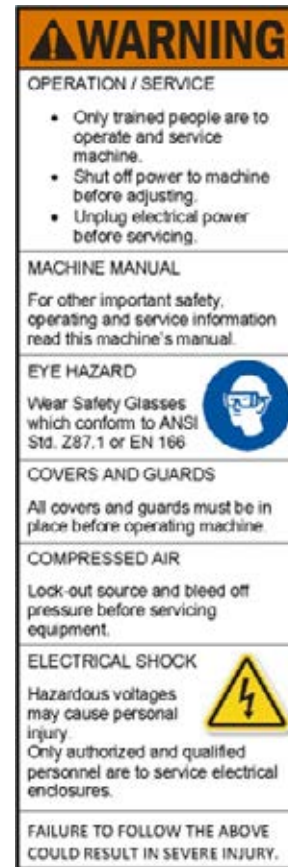 WARNING
OPERATION / SERVICE
• Only trained people are to
operate and service
machine.
• Shut off power to machine
before adjusting.
• Unplug electrical power
before servicing.
MACHINE MANUAL
For other important safety,
operating and service information
read this machine's manual.
EYE HAZARD
Wear Safety Glasses
which conform to ANSI
Std. Z87.1 or EN 166
COVERS AND GUARDS
All covers and guards must be in
place before operating machine.
COMPRESSED AIR
Lock-out source and bleed off
pressure before servicing
equipment.
ELECTRICAL SHOCK
Hazardous voltages
may cause personal
injury.
Only authorized and qualified
personnel are to service electrical
enclosures.
FAILURE TO FOLLOW THE ABOVE
COULD RESULT IN SEVERE INJURY.